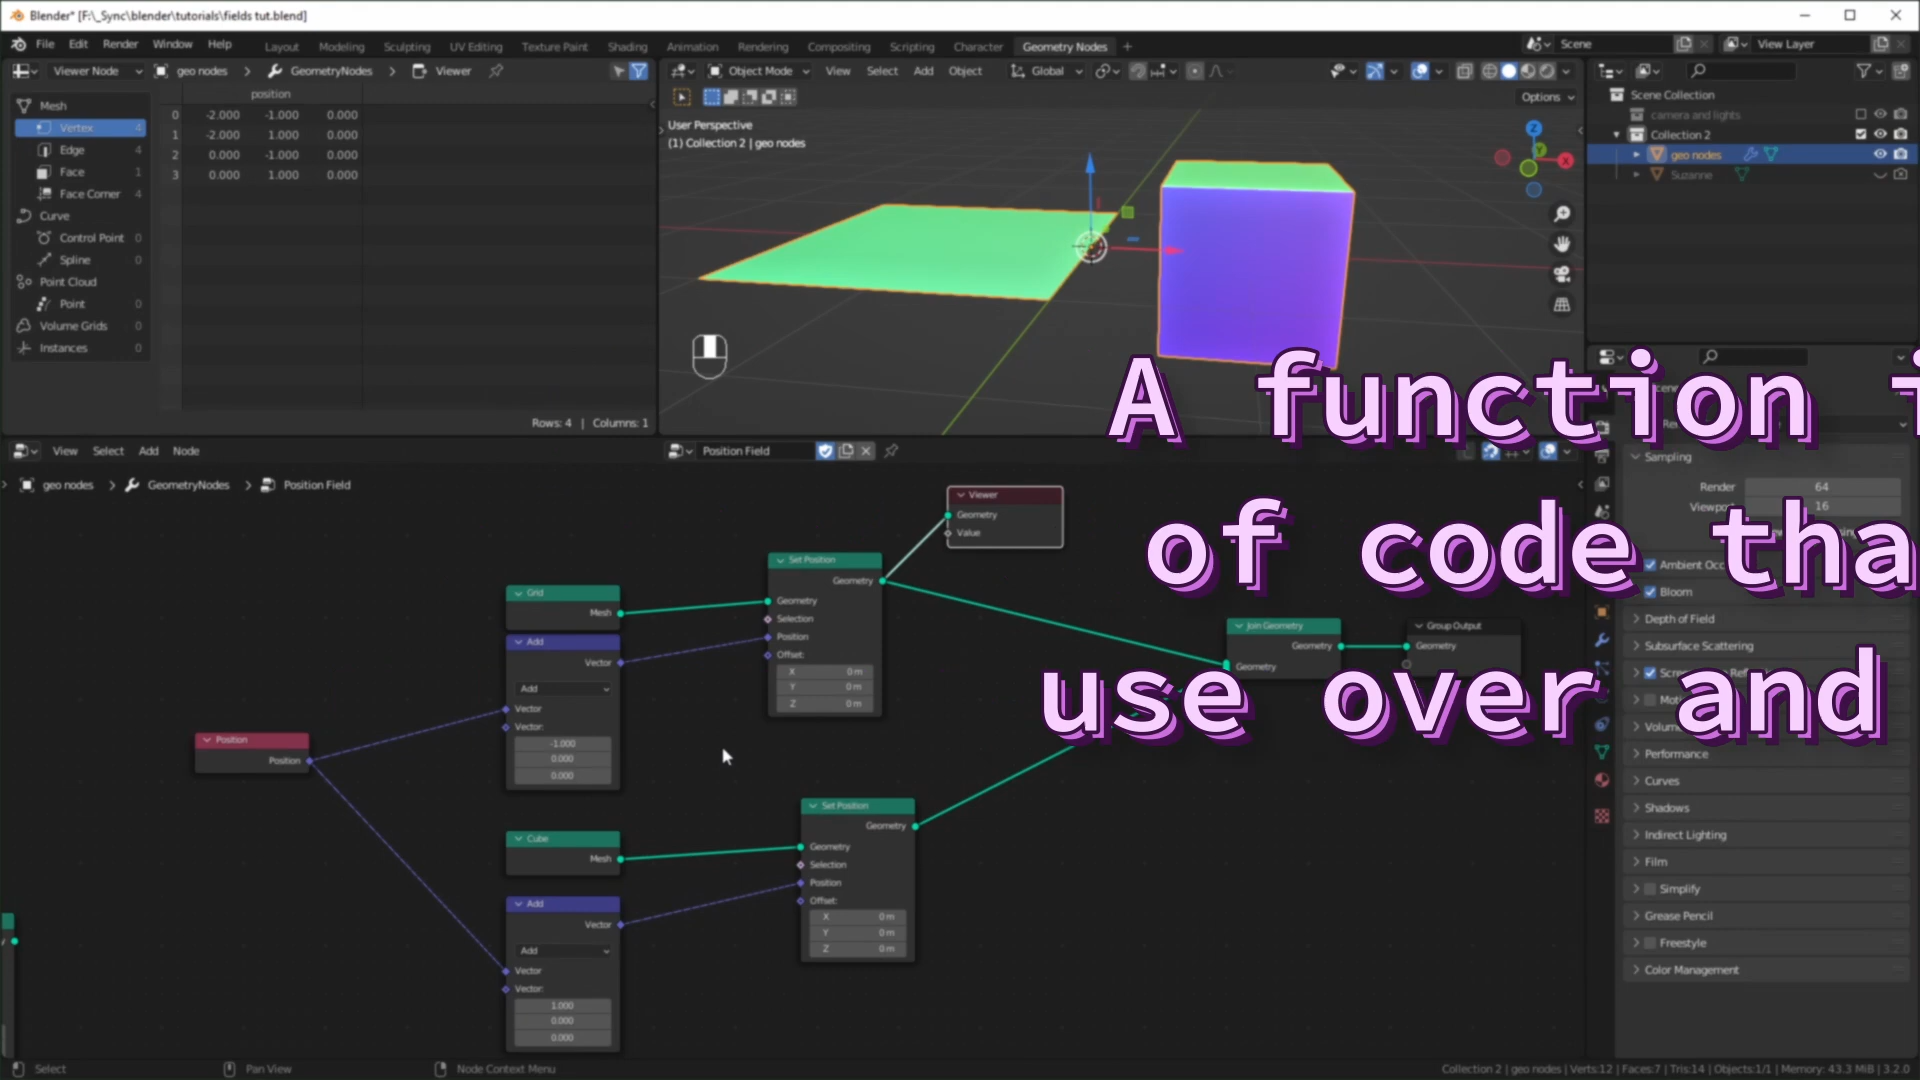 Blender* [F:\_Sync\blender\tutorials\fields tut.blend]
File Edit Render Window Help Layout Modeling Sculpting UV Editing Texture Paint Shading Animation Rendering Compositing Scripting Character Geometry Nodes + Scene View Layer
Viewer Node geo nodes > GeometryNodes > Viewer
Object Mode View Select Add Object Global
Options
position
Mesh
Vertex 4
Edge 4
Face 1
Face Corner 4
Curve
Control Point 0
Spline 0
Point Cloud
Point 0
Volume Grids 0
Instances 0
0 -2.000 -1.000 0.000
1 -2.000 1.000 0.000
2 0.000 -1.000 0.000
3 0.000 1.000 0.000
Rows: 4 | Columns: 1
User Perspective
(1) Collection 2 | geo nodes
Z
Y
X
Scene Collection
camera and lights
Collection 2
geo nodes
Suzanne
A function
of code tha
use over and
View Select Add Node
Position Field
geo nodes > GeometryNodes > Position Field
Viewer
Geometry
Value
Set Position
Geometry
Geometry
Selection
Position
Offset:
X 0 m
Y 0 m
Z 0 m
Grid
Mesh
Add
Vector
Add
Vector
Vector:
-1.000
0.000
0.000
Position
Position
Cube
Mesh
Add
Vector
Add
Vector
Vector:
1.000
0.000
0.000
Set Position
Geometry
Geometry
Selection
Position
Offset:
X 0 m
Y 0 m
Z 0 m
Join Geometry
Geometry
Geometry
Group Output
Geometry
Sampling
Render 64
Viewport 16
Ambient Occ
Bloom
Depth of Field
Subsurface Scattering
Performance
Curves
Shadows
Indirect Lighting
Film
Simplify
Grease Pencil
Freestyle
Color Management
Select Pan View Node Context Menu
Collection 2 | geo nodes | Verts:12 | Faces:7 | Tris:14 | Objects:1/1 | Memory: 43.3 MiB | 3.2.0